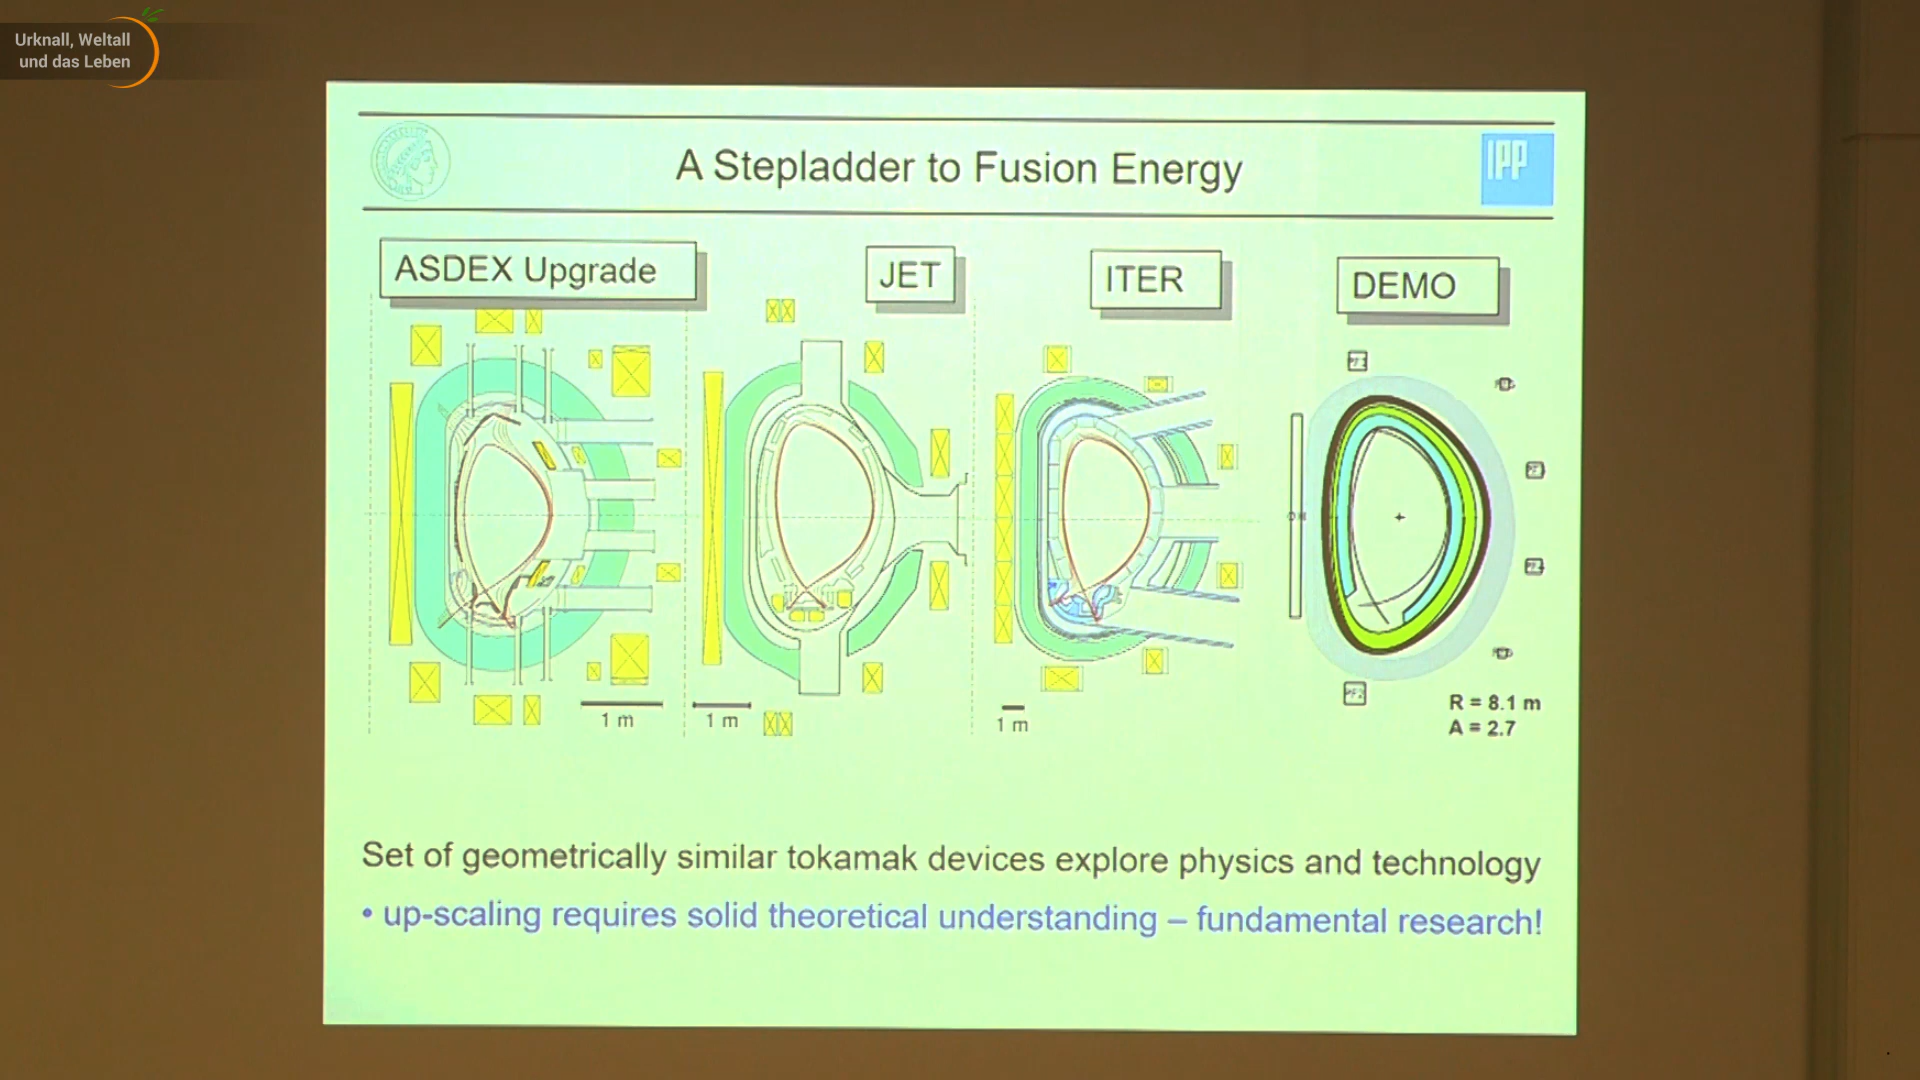 Urknall, Weltall
und das Leben
A Stepladder to Fusion Energy
IPP
ASDEX Upgrade
JET
ITER
DEMO
1 m
1 m
1 m
R = 8.1 m
A = 2.7
Set of geometrically similar tokamak devices explore physics and technology
• up-scaling requires solid theoretical understanding – fundamental research!